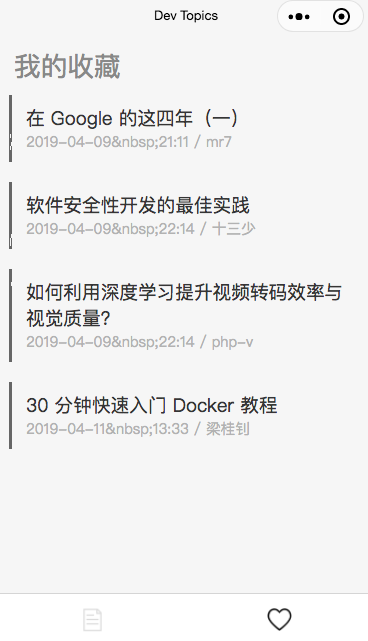 Dev Topics
我的收藏
在 Google 的这四年（一）
2019-04-09&nbsp;21:11 / mr7
软件安全性开发的最佳实践
2019-04-09&nbsp;22:14 / 十三少
如何利用深度学习提升视频转码效率与
视觉质量?
2019-04-09&nbsp;22:14 / php-v
30 分钟快速入门 Docker 教程
2019-04-11&nbsp;13:33 / 梁桂钊